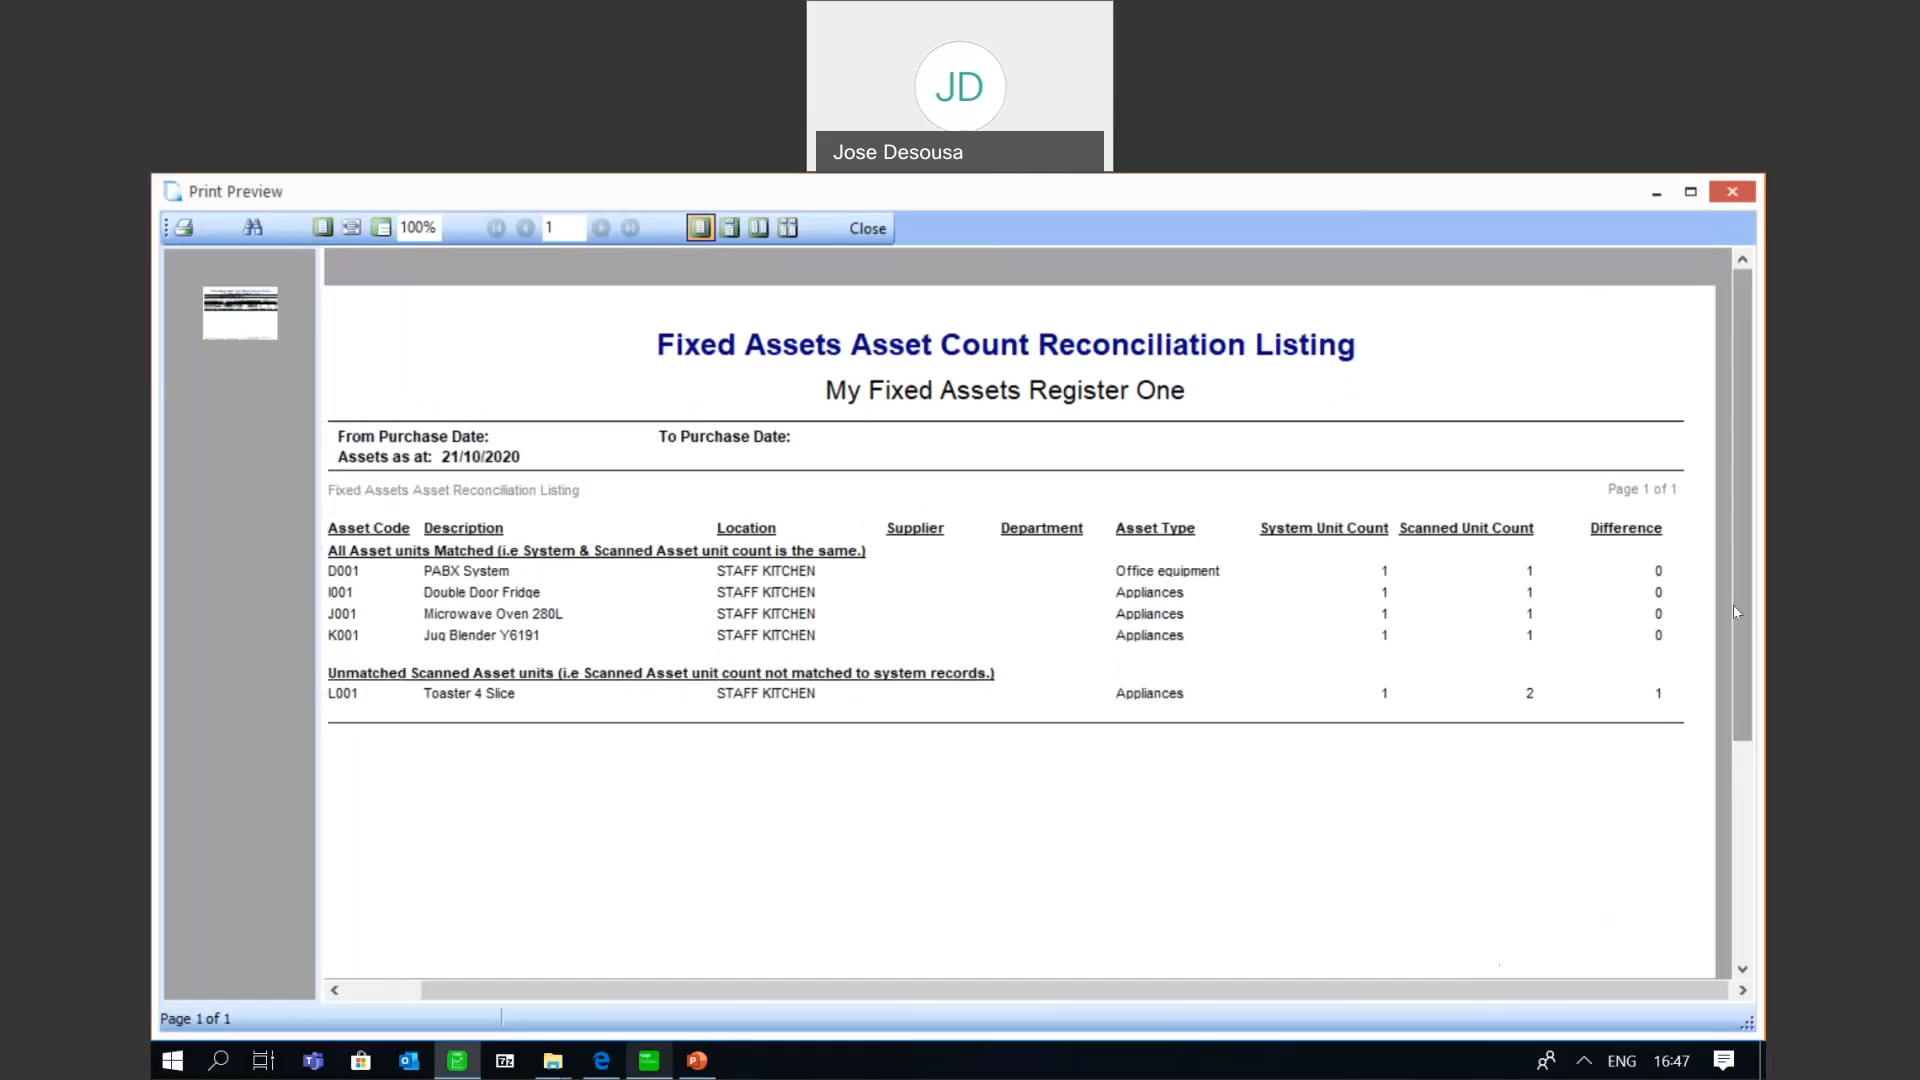 JD
Jose Desousa
Print Preview
100%
1
Close
Fixed Assets Asset Count Reconciliation Listing
My Fixed Assets Register One
From Purchase Date: To Purchase Date:
Assets as at: 21/10/2020
Fixed Assets Asset Reconciliation Listing Page 1 of 1
Asset Code Description Location Supplier Department Asset Type System Unit Count Scanned Unit Count Difference
All Asset units Matched (i.e System & Scanned Asset unit count is the same.)
D001 PABX System STAFF KITCHEN Office equipment 1 1 0
I001 Double Door Fridge STAFF KITCHEN Appliances 1 1 0
J001 Microwave Oven 280L STAFF KITCHEN Appliances 1 1 0
K001 Jug Blender Y6191 STAFF KITCHEN Appliances 1 1 0
Unmatched Scanned Asset units (i.e Scanned Asset unit count not matched to system records.)
L001 Toaster 4 Slice STAFF KITCHEN Appliances 1 2 1
Page 1 of 1
ENG 16:47